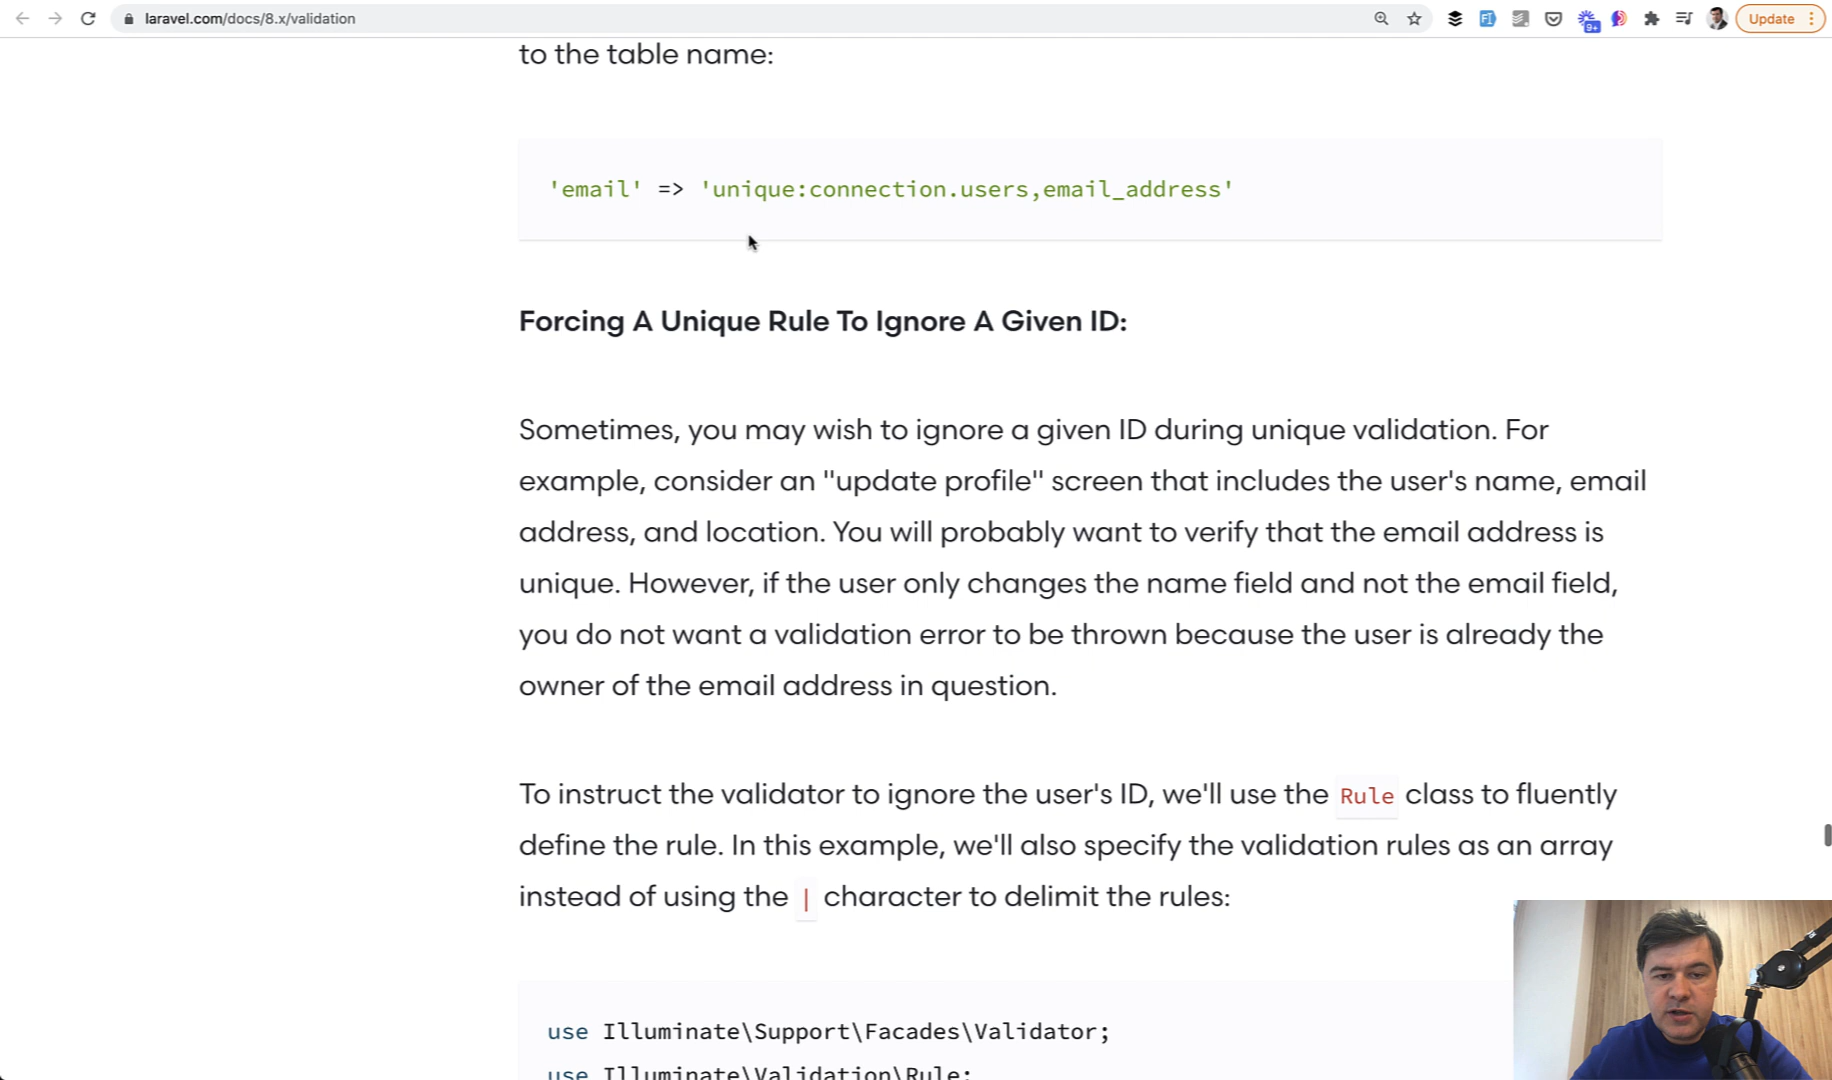 laravel.com/docs/8.x/validation
9+
Update
to the table name:
'email' => 'unique:connection.users,email_address'
Forcing A Unique Rule To Ignore A Given ID:
Sometimes, you may wish to ignore a given ID during unique validation. For
example, consider an "update profile" screen that includes the user's name, email
address, and location. You will probably want to verify that the email address is
unique. However, if the user only changes the name field and not the email field,
you do not want a validation error to be thrown because the user is already the
owner of the email address in question.
To instruct the validator to ignore the user's ID, we'll use the Rule class to fluently
define the rule. In this example, we'll also specify the validation rules as an array
instead of using the | character to delimit the rules:
use Illuminate\Support\Facades\Validator;
use Illuminate\Validation\Rule;